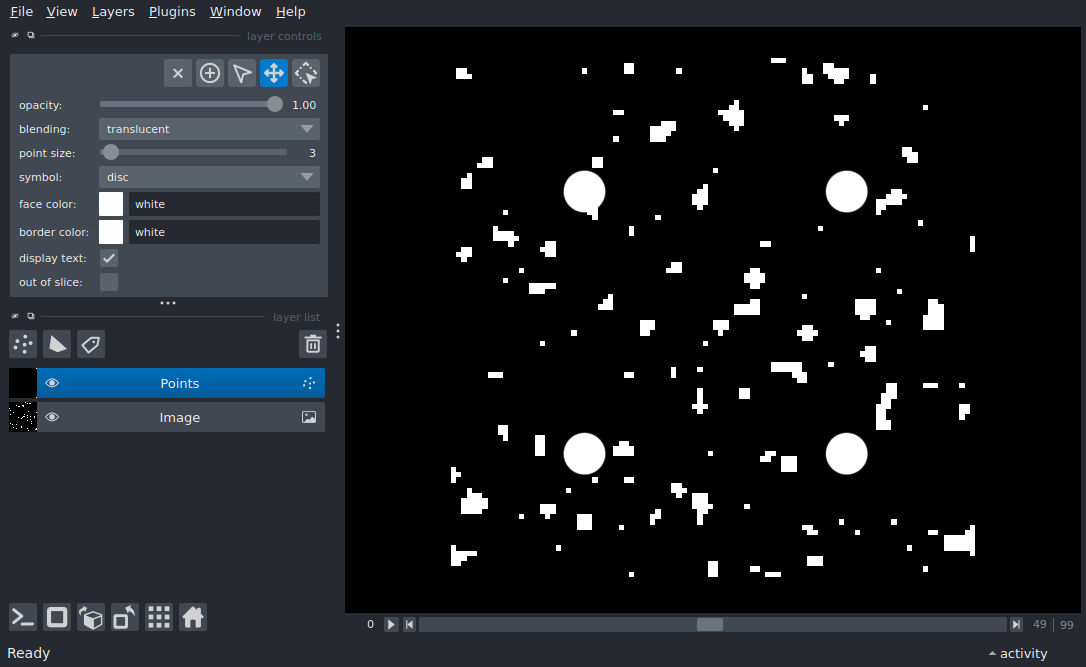 File View Layers Plugins Window Help
layer controls
opacity: 1.00
blending: translucent
point size: 3
symbol: disc
face color: white
border color: white
display text:
out of slice:
layer list
Points
Image
0 49 99
Ready activity